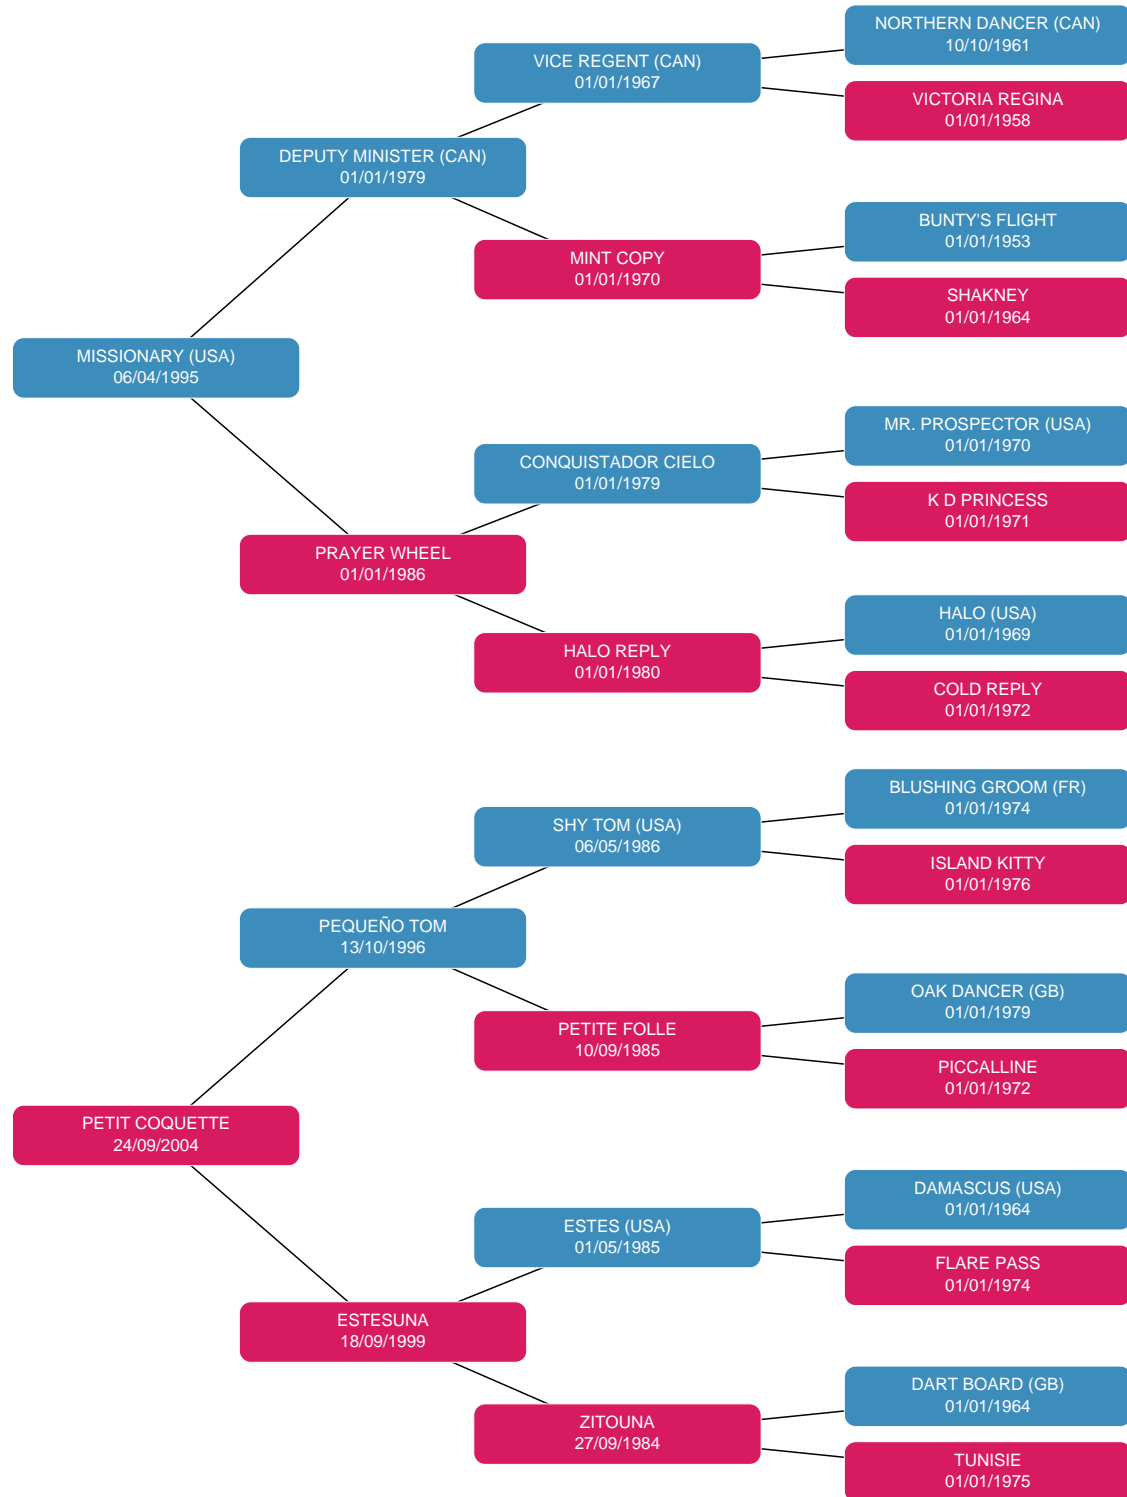 NORTHERN DANCER (CAN)
10/10/1961
VICE REGENT (CAN)
01/01/1967
VICTORIA REGINA
01/01/1958
DEPUTY MINISTER (CAN)
01/01/1979
BUNTY'S FLIGHT
01/01/1953
MINT COPY
01/01/1970
SHAKNEY
01/01/1964
MISSIONARY (USA)
06/04/1995
MR. PROSPECTOR (USA)
01/01/1970
CONQUISTADOR CIELO
01/01/1979
K D PRINCESS
01/01/1971
PRAYER WHEEL
01/01/1986
HALO (USA)
01/01/1969
HALO REPLY
01/01/1980
COLD REPLY
01/01/1972
BLUSHING GROOM (FR)
01/01/1974
SHY TOM (USA)
06/05/1986
ISLAND KITTY
01/01/1976
PEQUEÑO TOM
13/10/1996
OAK DANCER (GB)
01/01/1979
PETITE FOLLE
10/09/1985
PICCALLINE
01/01/1972
PETIT COQUETTE
24/09/2004
DAMASCUS (USA)
01/01/1964
ESTES (USA)
01/05/1985
FLARE PASS
01/01/1974
ESTESUNA
18/09/1999
DART BOARD (GB)
01/01/1964
ZITOUNA
27/09/1984
TUNISIE
01/01/1975